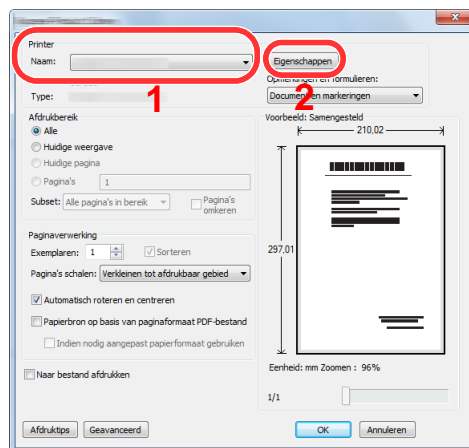 Printer
Naam:
Eigenschappen
Opmerkingen en formulieren:
Type:
Document en markeringen
1
2
Afdrukbereik
Alle
Huidige weergave
Huidige pagina
Pagina's 1
Subset: Alle pagina's in bereik
Pagina's omkeren
Voorbeeld: Samengesteld
210,02
297,01
Paginaverwerking
Exemplaren: 1 Sorteren
Pagina's schalen: Verkleinen tot afdrukbaar gebied
Automatisch roteren en centreren
Papierbron op basis van paginaformaat PDF-bestand
Indien nodig aangepast papierformaat gebruiken
Naar bestand afdrukken
Eenheid: mm Zoomen : 96%
1/1
Afdruktips Geavanceerd OK Annuleren